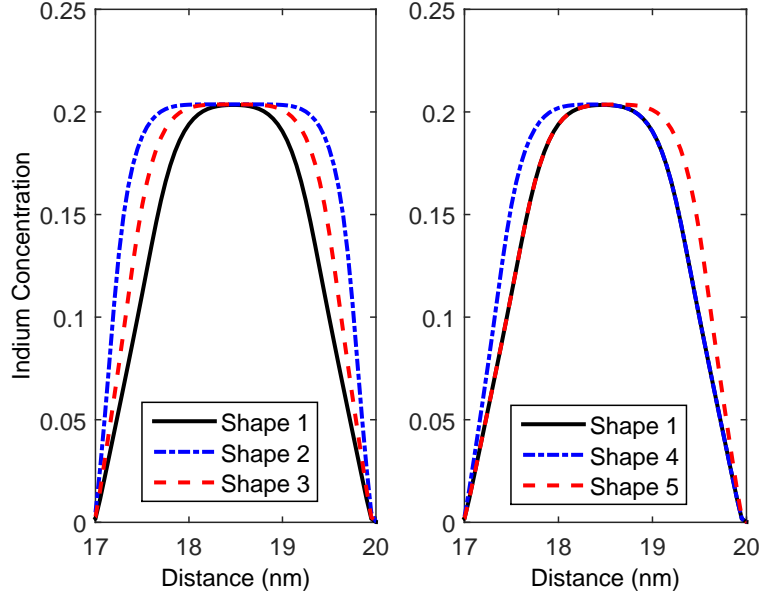 Indium Concentration
0.25
0.2
0.15
0.1
0.05
0
17
18
19
20
Distance (nm)
Shape 1
Shape 2
Shape 3
0.25
0.2
0.15
0.1
0.05
0
17
18
19
20
Distance (nm)
Shape 1
Shape 4
Shape 5